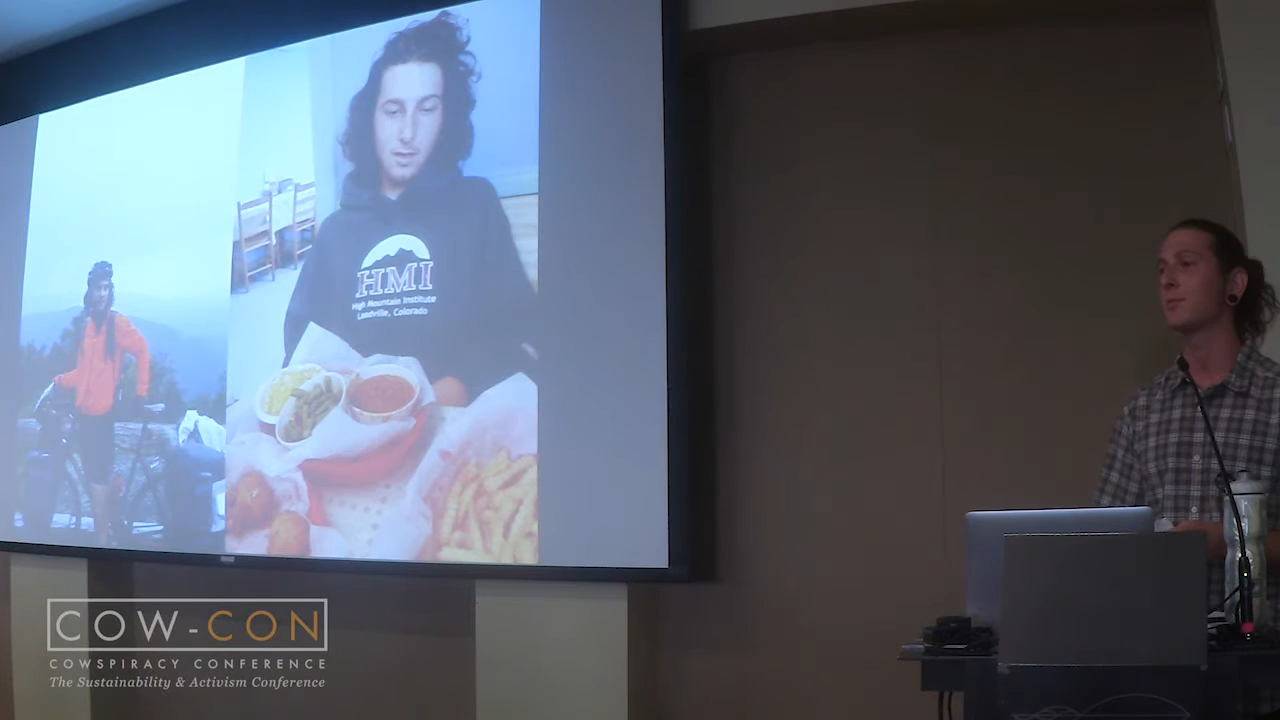 HMI
High Mountain Institute
Leadville, Colorado
COW-CON
COWSPIRACY CONFERENCE
The Sustainability & Activism Conference